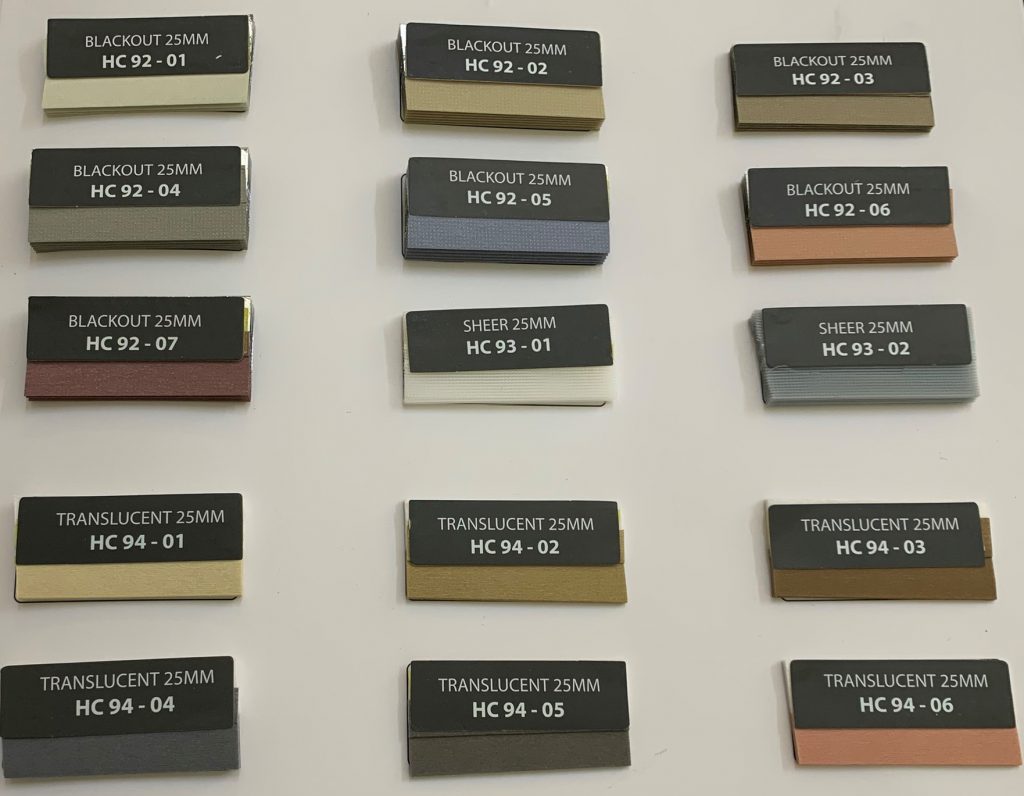 BLACKOUT 25MM
HC 92 - 01
BLACKOUT 25MM
HC 92 - 02
BLACKOUT 25MM
HC 92 - 03
BLACKOUT 25MM
HC 92 - 04
BLACKOUT 25MM
HC 92 - 05
BLACKOUT 25MM
HC 92 - 06
BLACKOUT 25MM
HC 92 - 07
SHEER 25MM
HC 93 - 01
SHEER 25MM
HC 93 - 02
TRANSLUCENT 25MM
HC 94 - 01
TRANSLUCENT 25MM
HC 94 - 02
TRANSLUCENT 25MM
HC 94 - 03
TRANSLUCENT 25MM
HC 94 - 04
TRANSLUCENT 25MM
HC 94 - 05
TRANSLUCENT 25MM
HC 94 - 06